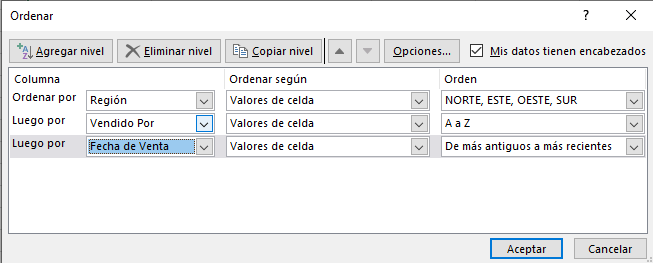 Ordenar
Agregar nivel Eliminar nivel Copiar nivel Opciones... Mis datos tienen encabezados
Columna Ordenar según Orden
Ordenar por Región Valores de celda NORTE, ESTE, OESTE, SUR
Luego por Vendido Por Valores de celda A a Z
Luego por Fecha de Venta Valores de celda De más antiguos a más recientes
Aceptar Cancelar